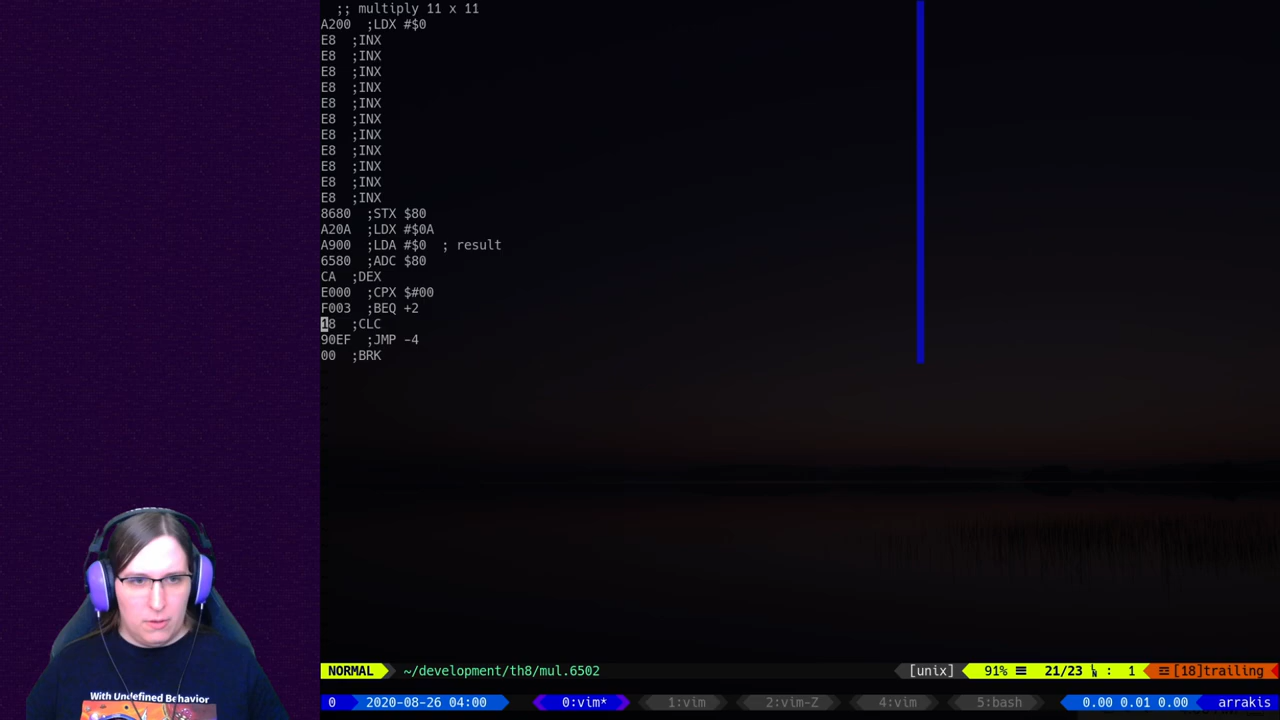 ;; multiply 11 x 11
A200  ;LDX #$0
E8  ;INX
E8  ;INX
E8  ;INX
E8  ;INX
E8  ;INX
E8  ;INX
E8  ;INX
E8  ;INX
E8  ;INX
E8  ;INX
E8  ;INX
8680  ;STX $80
A20A  ;LDX #$0A
A900  ;LDA #$0  ; result
6580  ;ADC $80
CA  ;DEX
E000  ;CPX $#00
F003  ;BEQ +2
18  ;CLC
90EF  ;JMP -4
00  ;BRK
With Undefined Behavior
NORMAL ~/development/th8/mul.6502 [unix] 91% 21/23 : 1 [18]trailing
0 2020-08-26 04:00 0:vim* 1:vim 2:vim-Z 4:vim 5:bash 0.00 0.01 0.00 arrakis